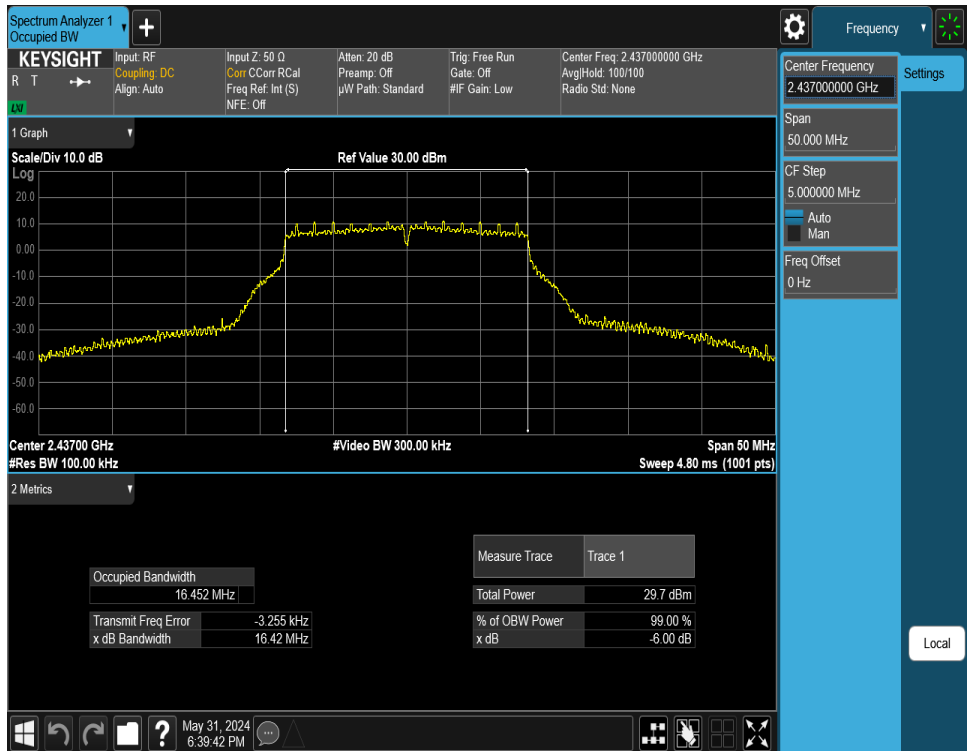 Spectrum Analyzer 1
Occupied BW
+
Frequency
KEYSIGHT
R T
LXI
Input: RF
Coupling: DC
Align: Auto
Input Z: 50 Ω
Corr CCorr RCal
Freq Ref: Int (S)
NFE: Off
Atten: 20 dB
Preamp: Off
µW Path: Standard
Trig: Free Run
Gate: Off
#IF Gain: Low
Center Freq: 2.437000000 GHz
Avg|Hold: 100/100
Radio Std: None
Center Frequency
2.437000000 GHz
Settings
Span
50.000 MHz
CF Step
5.000000 MHz
Auto
Man
Freq Offset
0 Hz
1 Graph
Scale/Div 10.0 dB
Ref Value 30.00 dBm
Log
20.0
10.0
0.00
-10.0
-20.0
-30.0
-40.0
-50.0
-60.0
Center 2.43700 GHz
#Video BW 300.00 kHz
Span 50 MHz
#Res BW 100.00 kHz
Sweep 4.80 ms (1001 pts)
2 Metrics
Measure Trace
Trace 1
Occupied Bandwidth
16.452 MHz
Total Power
29.7 dBm
Transmit Freq Error
-3.255 kHz
% of OBW Power
99.00 %
x dB Bandwidth
16.42 MHz
x dB
-6.00 dB
Local
?
May 31, 2024
6:39:42 PM